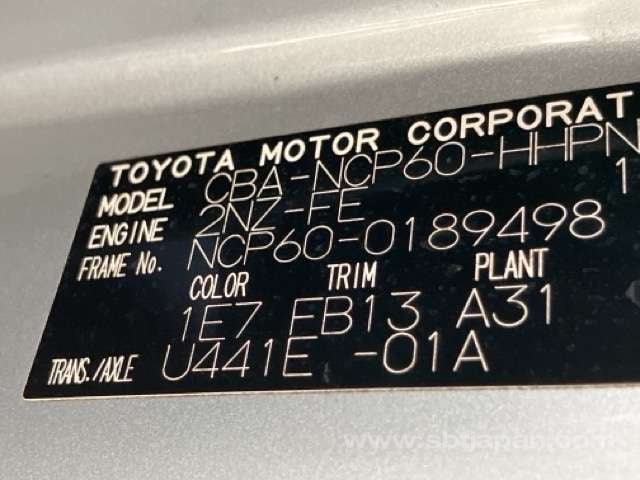 TOYOTA MOTOR CORPORAT
MODEL CBA-NCP60-HHPN
ENGINE 2NZ-FE 1
FRAME No. NCP60-0189498
COLOR TRIM PLANT
1E7 FB13 A31
TRANS./AXLE U441E -01A
www.sbtjapan.com